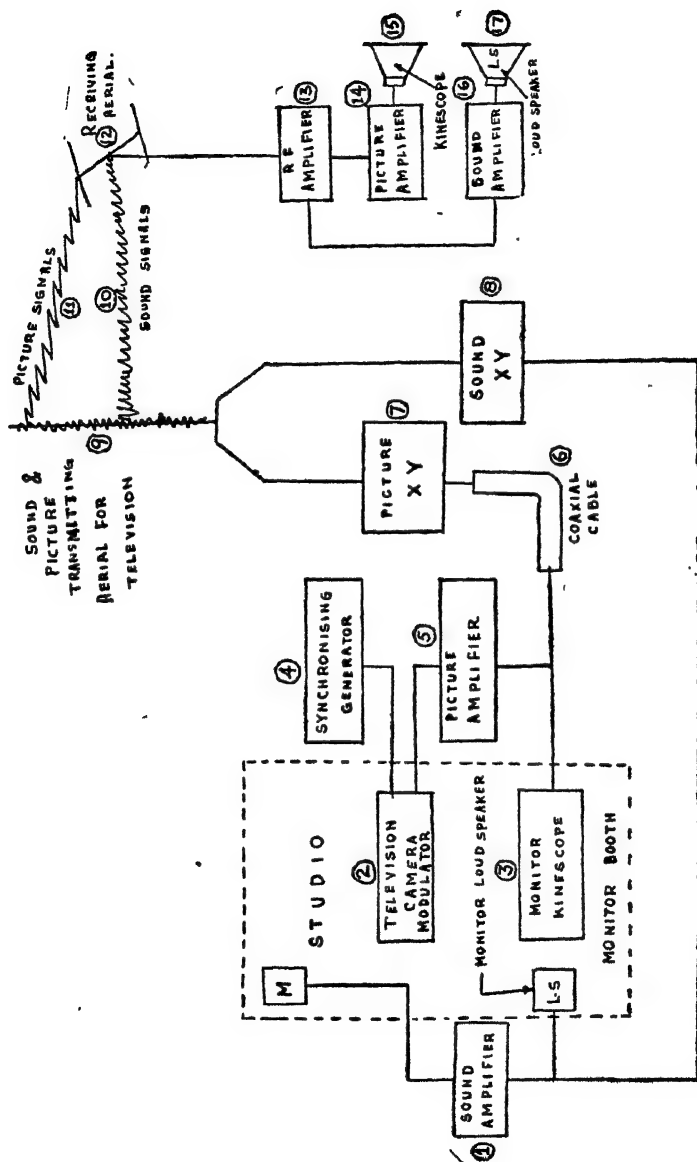 SOUND &
PICTURE
TRANSMITTING
AERIAL FOR
TELEVISION
⑨
PICTURE SIGNALS
⑪
⑩
SOUND SIGNALS
RECEIVING
AERIAL.
⑫
STUDIO
M
①
SOUND
AMPLIFIER
②
TELEVISION
CAMERA
MODULATOR
MONITOR LOUD SPEAKER
L S
③
MONITOR
KINESCOPE
MONITOR BOOTH
④
SYNCHRONISING
GENERATOR
⑤
PICTURE
AMPLIFIER
⑥
COAXIAL
CABLE
⑦
PICTURE
XY
⑧
SOUND
XY
⑬
RF
AMPLIFIER
⑭
PICTURE
AMPLIFIER
⑮
KINESCOPE
⑯
SOUND
AMPLIFIER
⑰
LS
LOUD SPEAKER